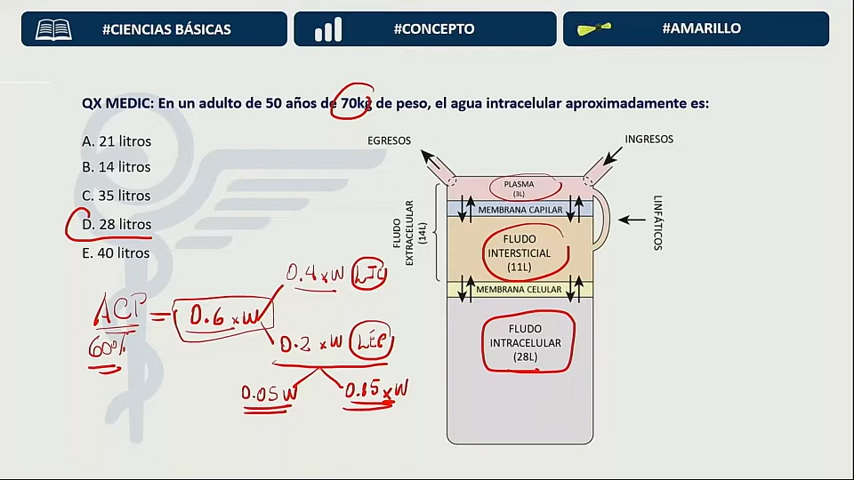 #CIENCIAS BÁSICAS
#CONCEPTO
#AMARILLO
QX MEDIC: En un adulto de 50 años de 70kg de peso, el agua intracelular aproximadamente es:
A. 21 litros
B. 14 litros
C. 35 litros
D. 28 litros
E. 40 litros
EGRESOS
INGRESOS
PLASMA
(3L)
MEMBRANA CAPILAR
LINFÁTICOS
FLUDO
EXTRACELULAR
(14L)
FLUDO
INTERSTICIAL
(11L)
MEMBRANA CELULAR
FLUDO
INTRACELULAR
(28L)
ACP = 0.6 x W
60%
0.4 x W LIC
0.2 x W
0.05 W
0.15 x W